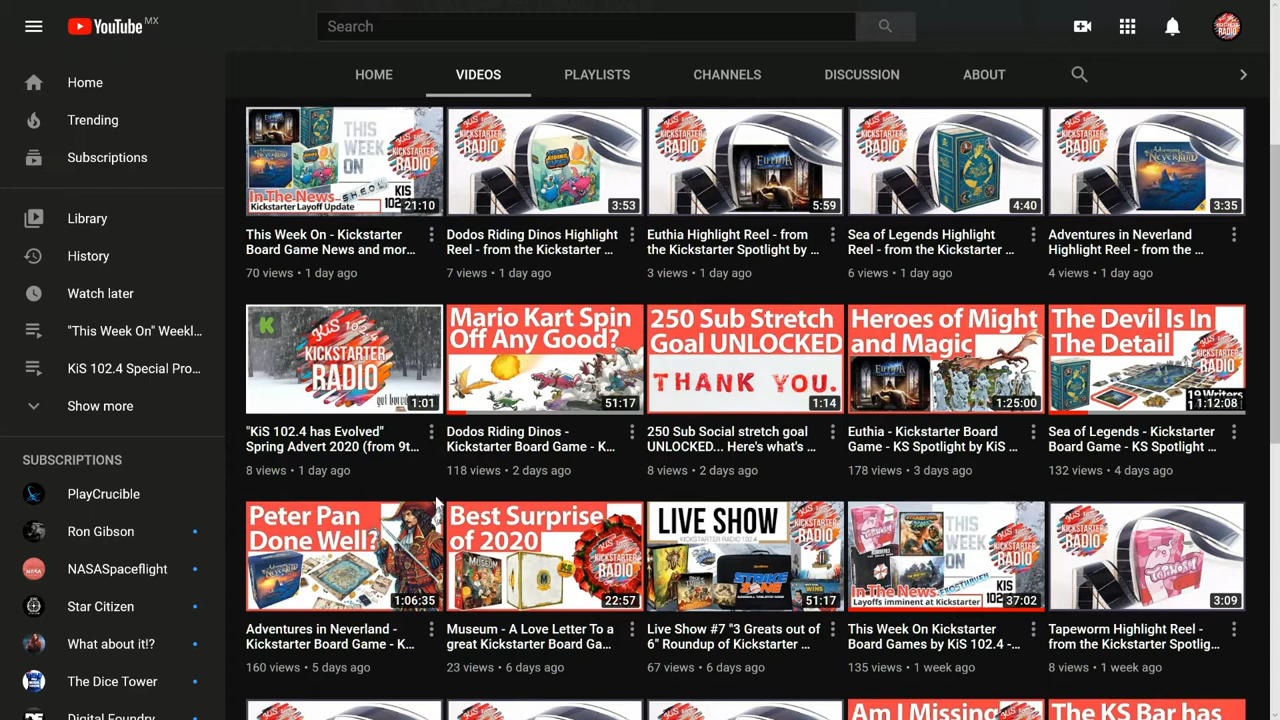 YouTube MX
Search
HOME
VIDEOS
PLAYLISTS
CHANNELS
DISCUSSION
ABOUT
Home
Trending
Subscriptions
Library
History
Watch later
"This Week On" Weekl...
KiS 102.4 Special Pro...
Show more
SUBSCRIPTIONS
PlayCrucible
Ron Gibson
NASASpaceflight
Star Citizen
What about it!?
The Dice Tower
Digital Foundry
THIS
WEEK
ON
KICKSTARTER
RADIO
SHEOL
In The News
Kickstarter Layoff Update
21:10
3:53
5:59
4:40
3:35
This Week On - Kickstarter
Board Game News and mor...
70 views • 1 day ago
Dodos Riding Dinos Highlight
Reel - from the Kickstarter ...
7 views • 1 day ago
Euthia Highlight Reel - from
the Kickstarter Spotlight by ...
3 views • 1 day ago
Sea of Legends Highlight
Reel - from the Kickstarter ...
6 views • 1 day ago
Adventures in Neverland
Highlight Reel - from the ...
4 views • 1 day ago
KiS 102.4
KICKSTARTER
RADIO
1:01
Mario Kart Spin
Off Any Good?
51:17
250 Sub Stretch
Goal UNLOCKED
THANK YOU.
1:14
Heroes of Might
and Magic
1:25:00
The Devil Is In
The Detail
19 Writers
1:12:08
"KiS 102.4 has Evolved"
Spring Advert 2020 (from 9t...
8 views • 1 day ago
Dodos Riding Dinos -
Kickstarter Board Game - K...
118 views • 2 days ago
250 Sub Social stretch goal
UNLOCKED... Here's what's ...
8 views • 2 days ago
Euthia - Kickstarter Board
Game - KS Spotlight by KiS ...
178 views • 3 days ago
Sea of Legends - Kickstarter
Board Game - KS Spotlight ...
132 views • 4 days ago
Peter Pan
Done Well?
1:06:35
Best Surprise
of 2020
MUSEUM
22:57
LIVE SHOW
KICKSTARTER RADIO 102.4
STRIKE
51:17
THIS
WEEK
ON
In The News
FROSTHAVEN
Layoffs imminent at Kickstarter
37:02
3:09
Adventures in Neverland -
Kickstarter Board Game - K...
160 views • 5 days ago
Museum - A Love Letter To a
great Kickstarter Board Ga...
23 views • 6 days ago
Live Show #7 "3 Greats out of
6" Roundup of Kickstarter ...
67 views • 6 days ago
This Week On Kickstarter
Board Games by KiS 102.4 -...
135 views • 1 week ago
Tapeworm Highlight Reel -
from the Kickstarter Spotlig...
8 views • 1 week ago
Am I Missing
The KS Bar has